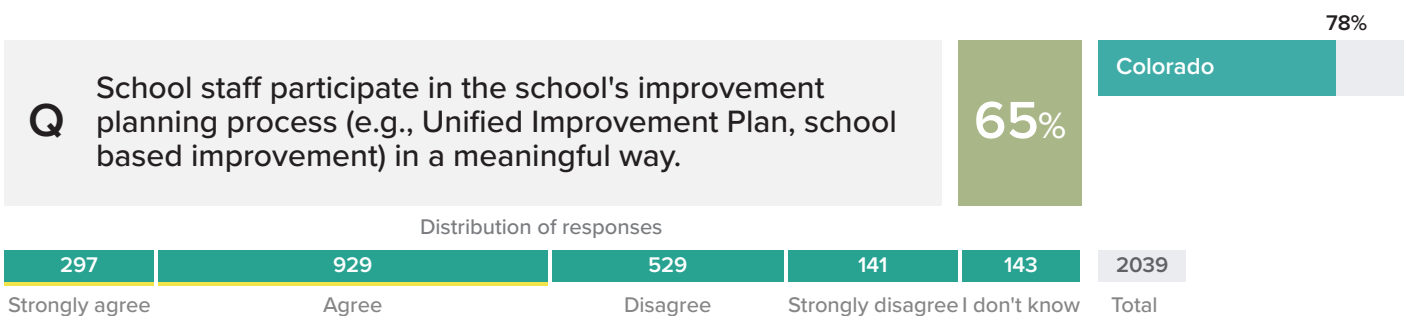 78%
Q
School staff participate in the school's improvement
planning process (e.g., Unified Improvement Plan, school
based improvement) in a meaningful way.
65%
Colorado
Distribution of responses
297 929 529 141 143 2039
Strongly agree Agree Disagree Strongly disagree I don't know Total